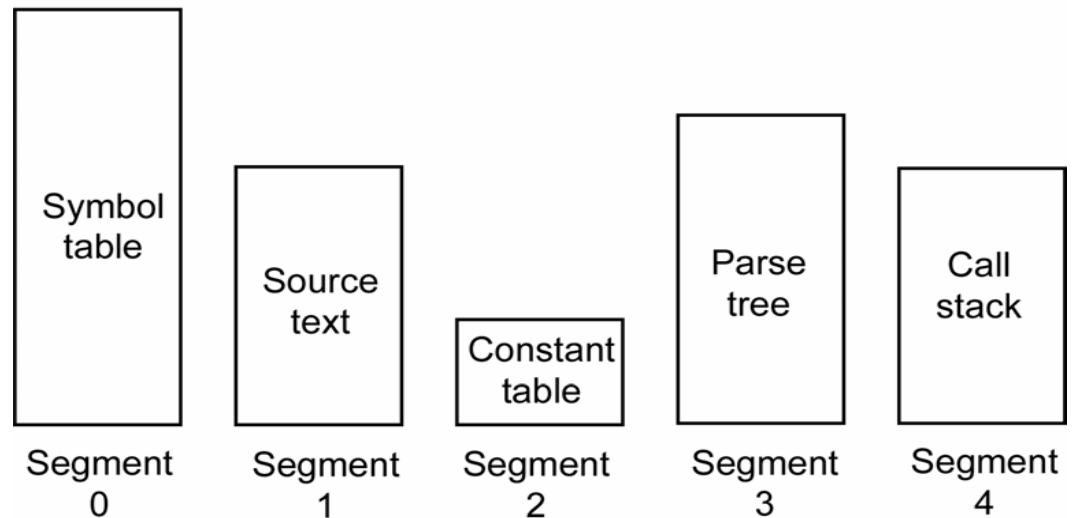 Symbol
table
Source
text
Constant
table
Parse
tree
Call
stack
Segment
0
Segment
1
Segment
2
Segment
3
Segment
4